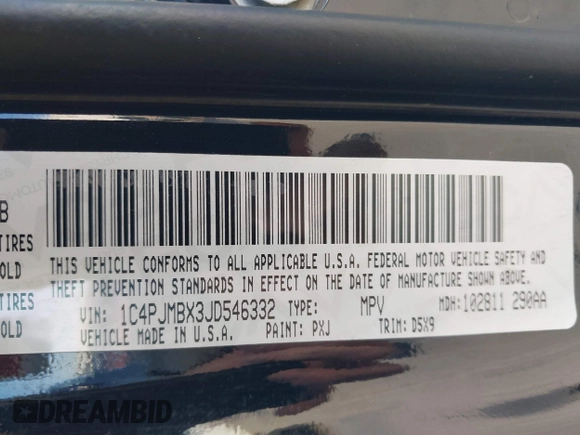 B
TIRES
OLD
TIRES
OLD
THIS VEHICLE CONFORMS TO ALL APPLICABLE U.S.A. FEDERAL MOTOR VEHICLE SAFETY AND
THEFT PREVENTION STANDARDS IN EFFECT ON THE DATE OF MANUFACTURE SHOWN ABOVE.
VIN: 1C4PJMBX3JD546332 TYPE: MPV MDH:102811 290AA
VEHICLE MADE IN U.S.A. PAINT: PXJ TRIM: D5X9
DREAMBID